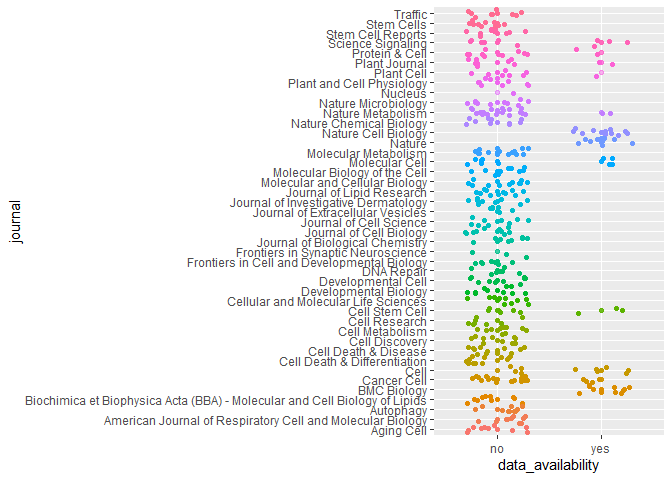 Traffic
Stem Cells
Stem Cell Reports
Science Signaling
Protein & Cell
Plant Journal
Plant Cell
Plant and Cell Physiology
Nucleus
Nature Microbiology
Nature Metabolism
Nature Chemical Biology
Nature Cell Biology
Nature
Molecular Metabolism
Molecular Cell
Molecular Biology of the Cell
Molecular and Cellular Biology
Journal of Lipid Research
Journal of Investigative Dermatology
Journal of Extracellular Vesicles
Journal of Cell Science
Journal of Cell Biology
Journal of Biological Chemistry
Frontiers in Synaptic Neuroscience
Frontiers in Cell and Developmental Biology
DNA Repair
Developmental Cell
Developmental Biology
Cellular and Molecular Life Sciences
Cell Stem Cell
Cell Research
Cell Metabolism
Cell Discovery
Cell Death & Disease
Cell Death & Differentiation
Cell
Cancer Cell
BMC Biology
Biochimica et Biophysica Acta (BBA) - Molecular and Cell Biology of Lipids
Autophagy
American Journal of Respiratory Cell and Molecular Biology
Aging Cell
journal
no yes
data_availability